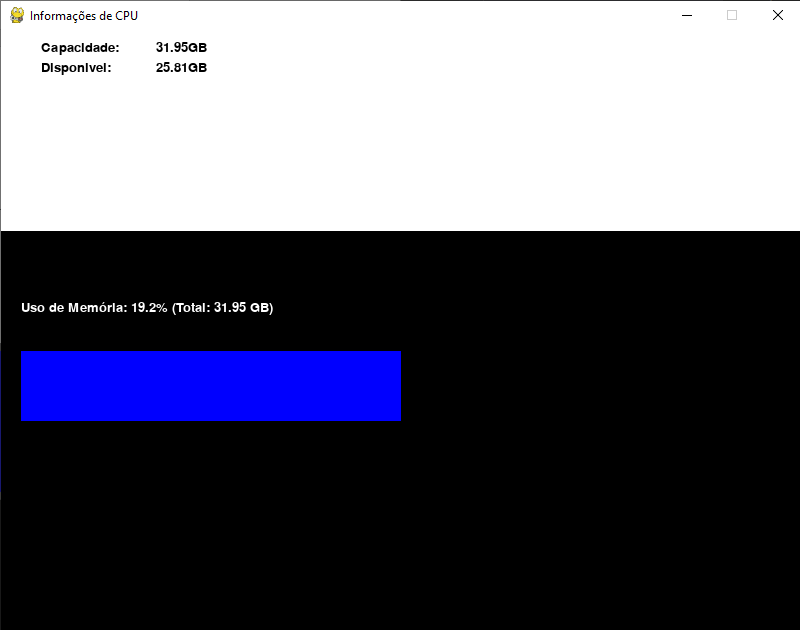 Informações de CPU
Capacidade: 31.95GB
Disponivel: 25.81GB
Uso de Memória: 19.2% (Total: 31.95 GB)